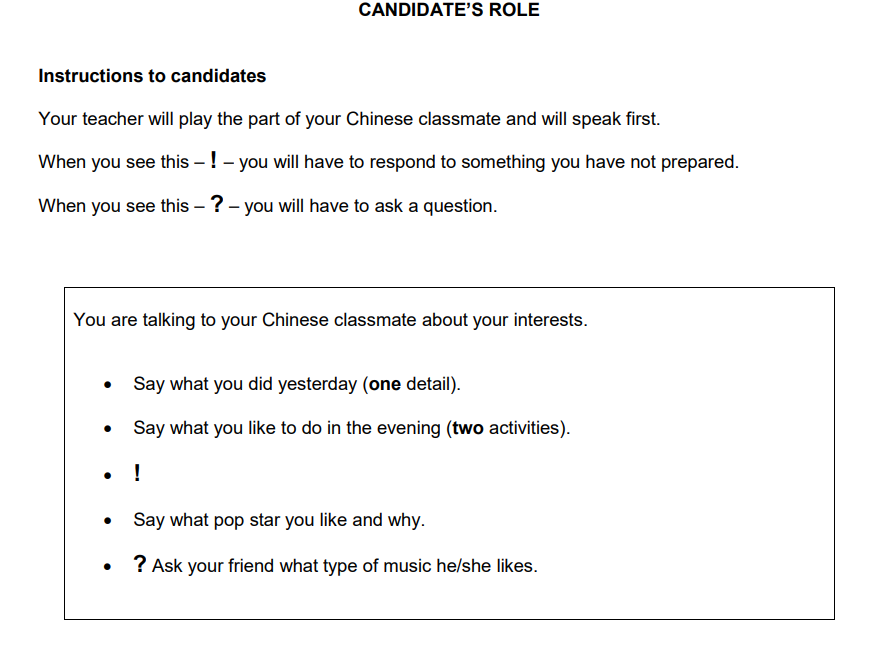 CANDIDATE’S ROLE
Instructions to candidates
Your teacher will play the part of your Chinese classmate and will speak first.
When you see this – ! – you will have to respond to something you have not prepared.
When you see this – ? – you will have to ask a question.
You are talking to your Chinese classmate about your interests.
• Say what you did yesterday (one detail).
• Say what you like to do in the evening (two activities).
• !
• Say what pop star you like and why.
• ? Ask your friend what type of music he/she likes.